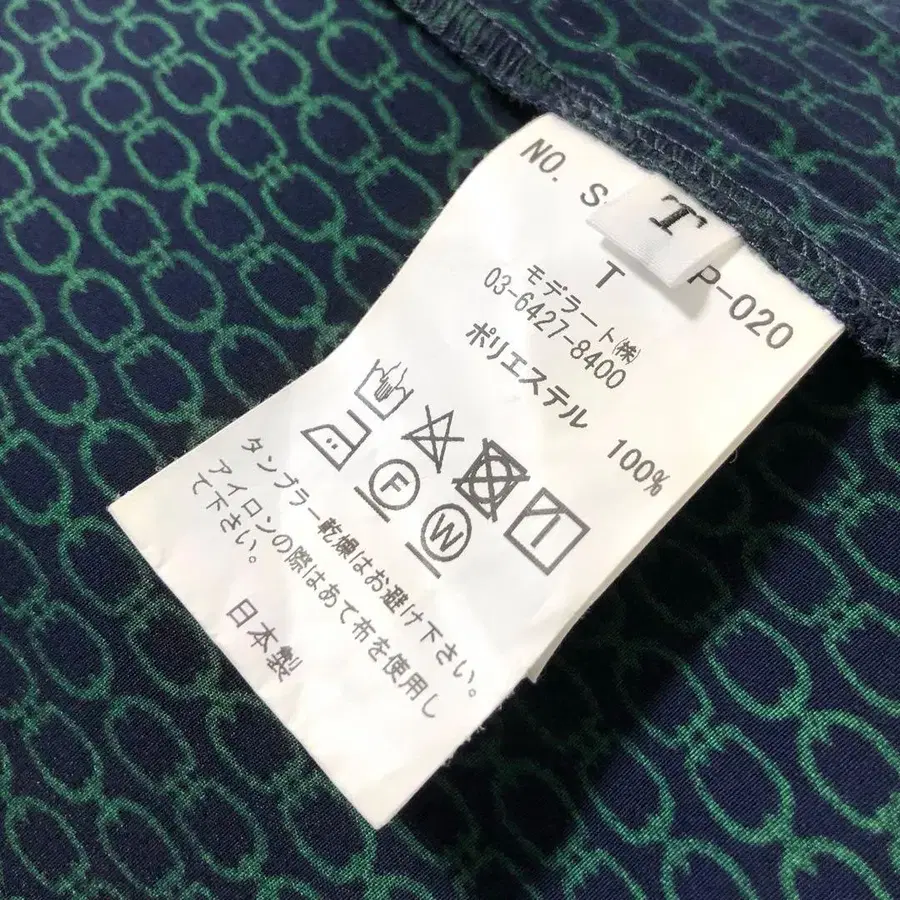 NO. S
T
P-020
T
モデラート㈱
03-6427-8400
ポリエステル 100%
F
W
タンブラー乾燥はお避け下さい。
アイロンの際はあて布を使用し
て下さい。
日本製